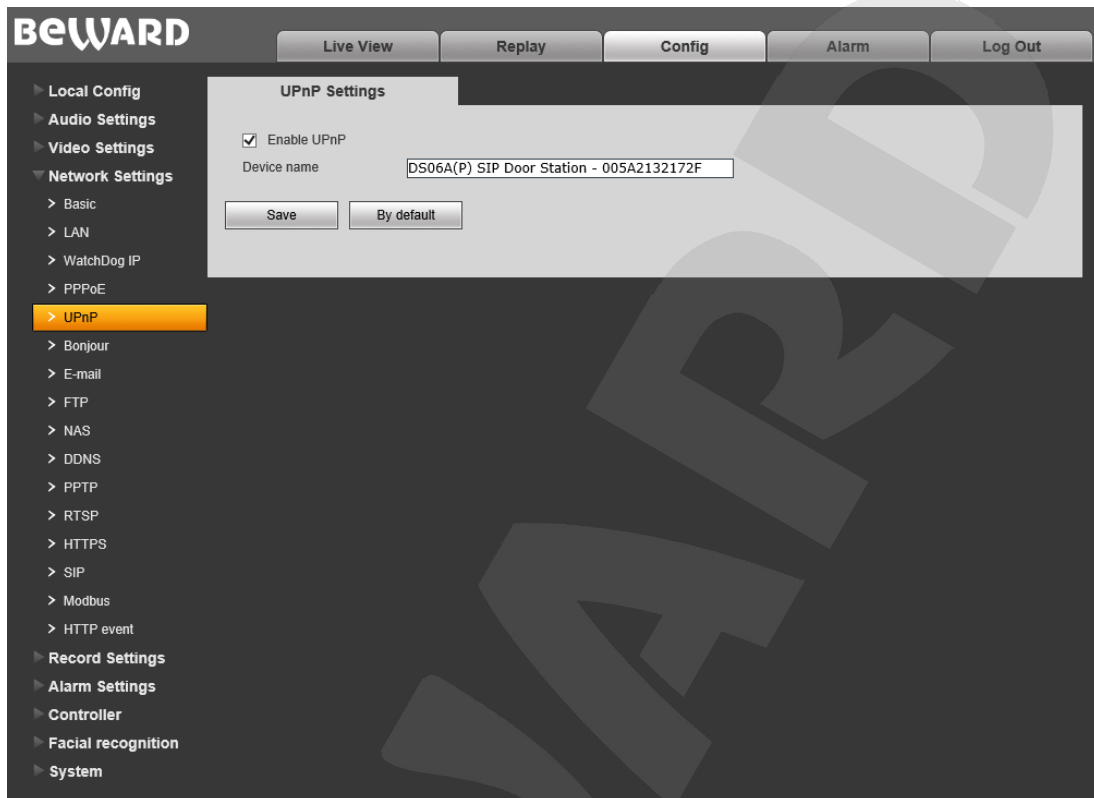 BEWARD
Live View
Replay
Config
Alarm
Log Out
Local Config
Audio Settings
Video Settings
Network Settings
> Basic
> LAN
> WatchDog IP
> PPPoE
> UPnP
> Bonjour
> E-mail
> FTP
> NAS
> DDNS
> PPTP
> RTSP
> HTTPS
> SIP
> Modbus
> HTTP event
Record Settings
Alarm Settings
Controller
Facial recognition
System
UPnP Settings
Enable UPnP
Device name DS06A(P) SIP Door Station - 005A2132172F
Save By default
WARD